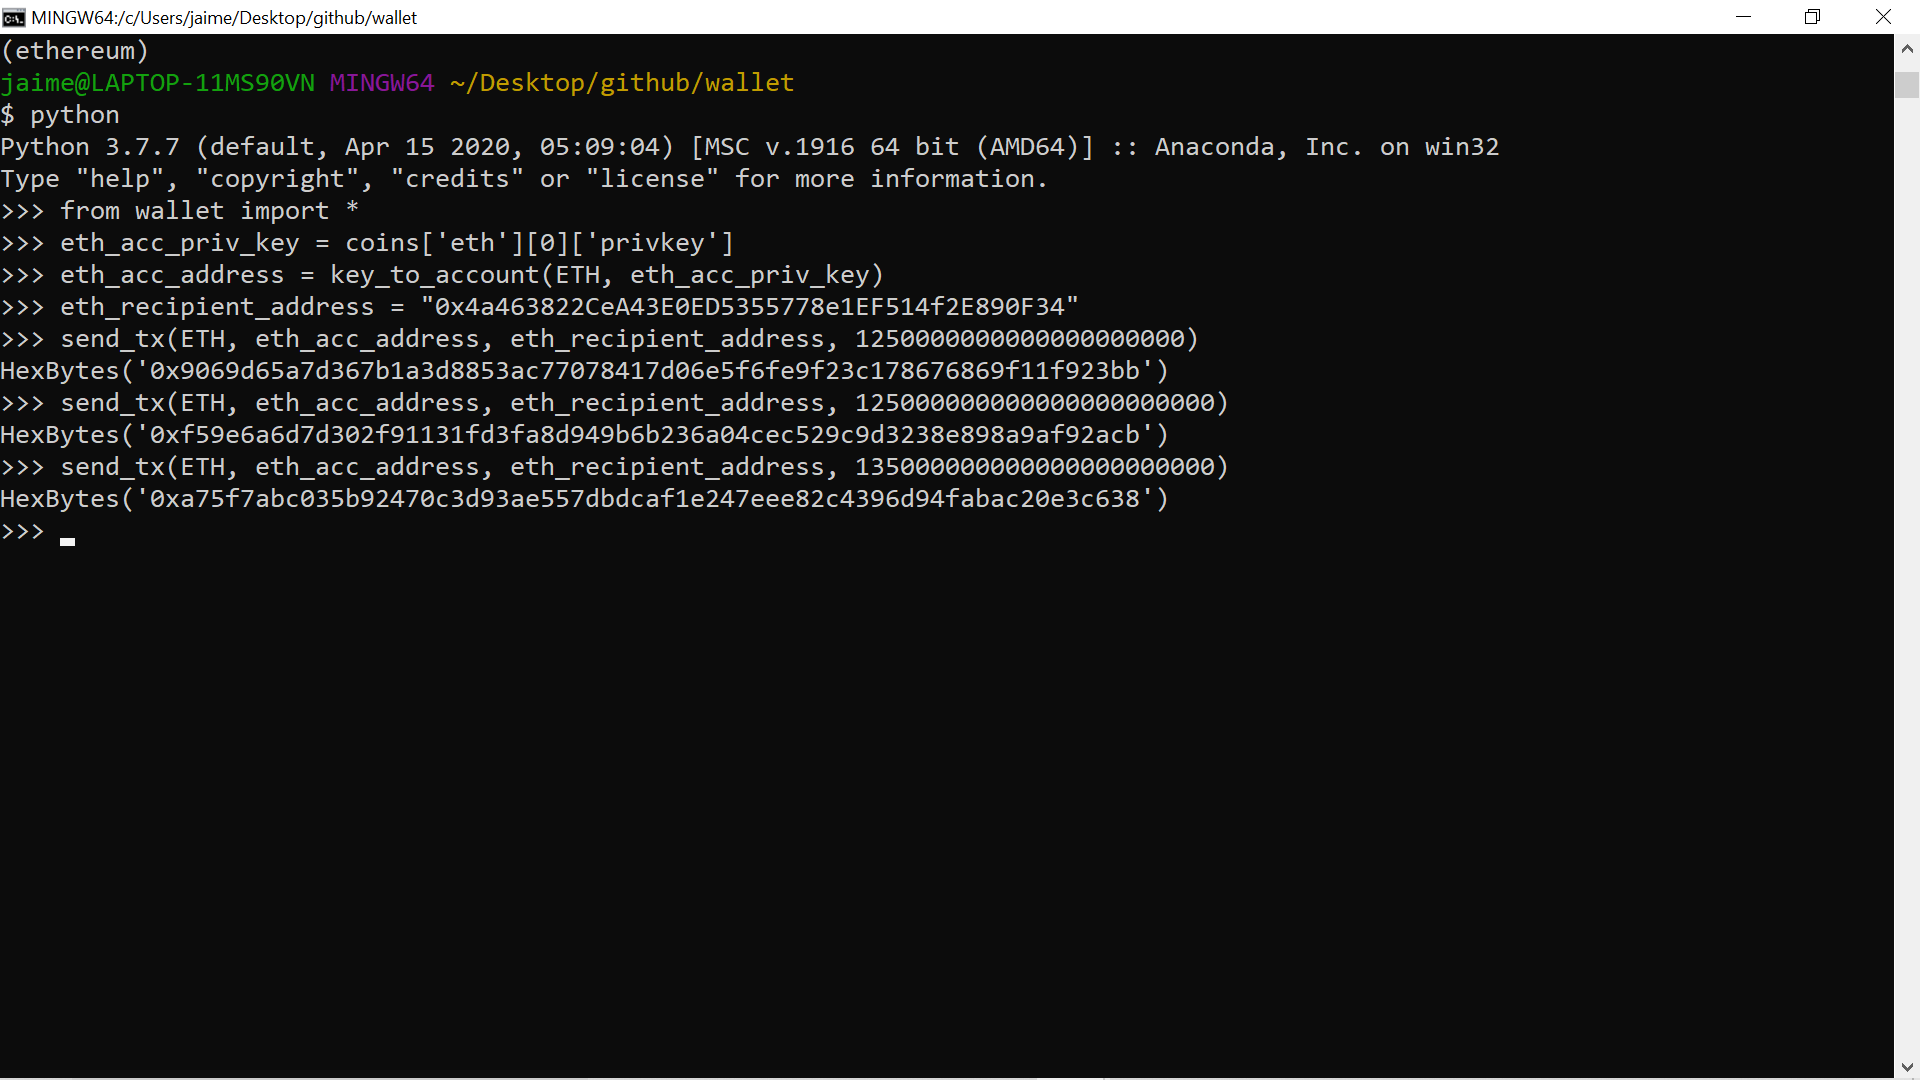 MINGW64:/c/Users/jaime/Desktop/github/wallet
(ethereum)
jaime@LAPTOP-11MS90VN MINGW64 ~/Desktop/github/wallet
$ python
Python 3.7.7 (default, Apr 15 2020, 05:09:04) [MSC v.1916 64 bit (AMD64)] :: Anaconda, Inc. on win32
Type "help", "copyright", "credits" or "license" for more information.
>>> from wallet import *
>>> eth_acc_priv_key = coins['eth'][0]['privkey']
>>> eth_acc_address = key_to_account(ETH, eth_acc_priv_key)
>>> eth_recipient_address = "0x4a463822CeA43E0ED5355778e1EF514f2E890F34"
>>> send_tx(ETH, eth_acc_address, eth_recipient_address, 1250000000000000000000)
HexBytes('0x9069d65a7d367b1a3d8853ac77078417d06e5f6fe9f23c178676869f11f923bb')
>>> send_tx(ETH, eth_acc_address, eth_recipient_address, 125000000000000000000000)
HexBytes('0xf59e6a6d7d302f91131fd3fa8d949b6b236a04cec529c9d3238e898a9af92acb')
>>> send_tx(ETH, eth_acc_address, eth_recipient_address, 135000000000000000000000)
HexBytes('0xa75f7abc035b92470c3d93ae557dbdcaf1e247eee82c4396d94fabac20e3c638')
>>>